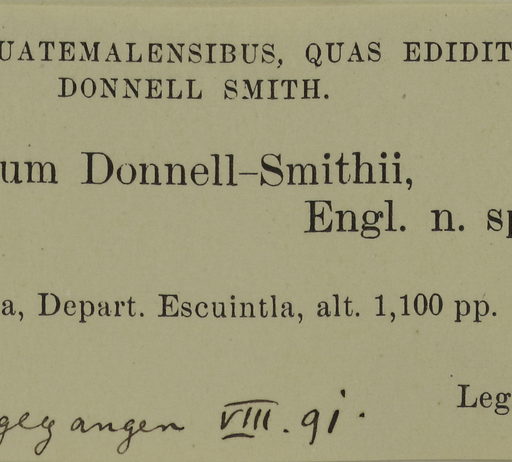 UATEMALENSIBUS, QUAS EDIDIT
DONNELL SMITH.
um Donnell–Smithii,
Engl. n. sp
a, Depart. Escuintla, alt. 1,100 pp.
Leg
gegangen VIII. 91.